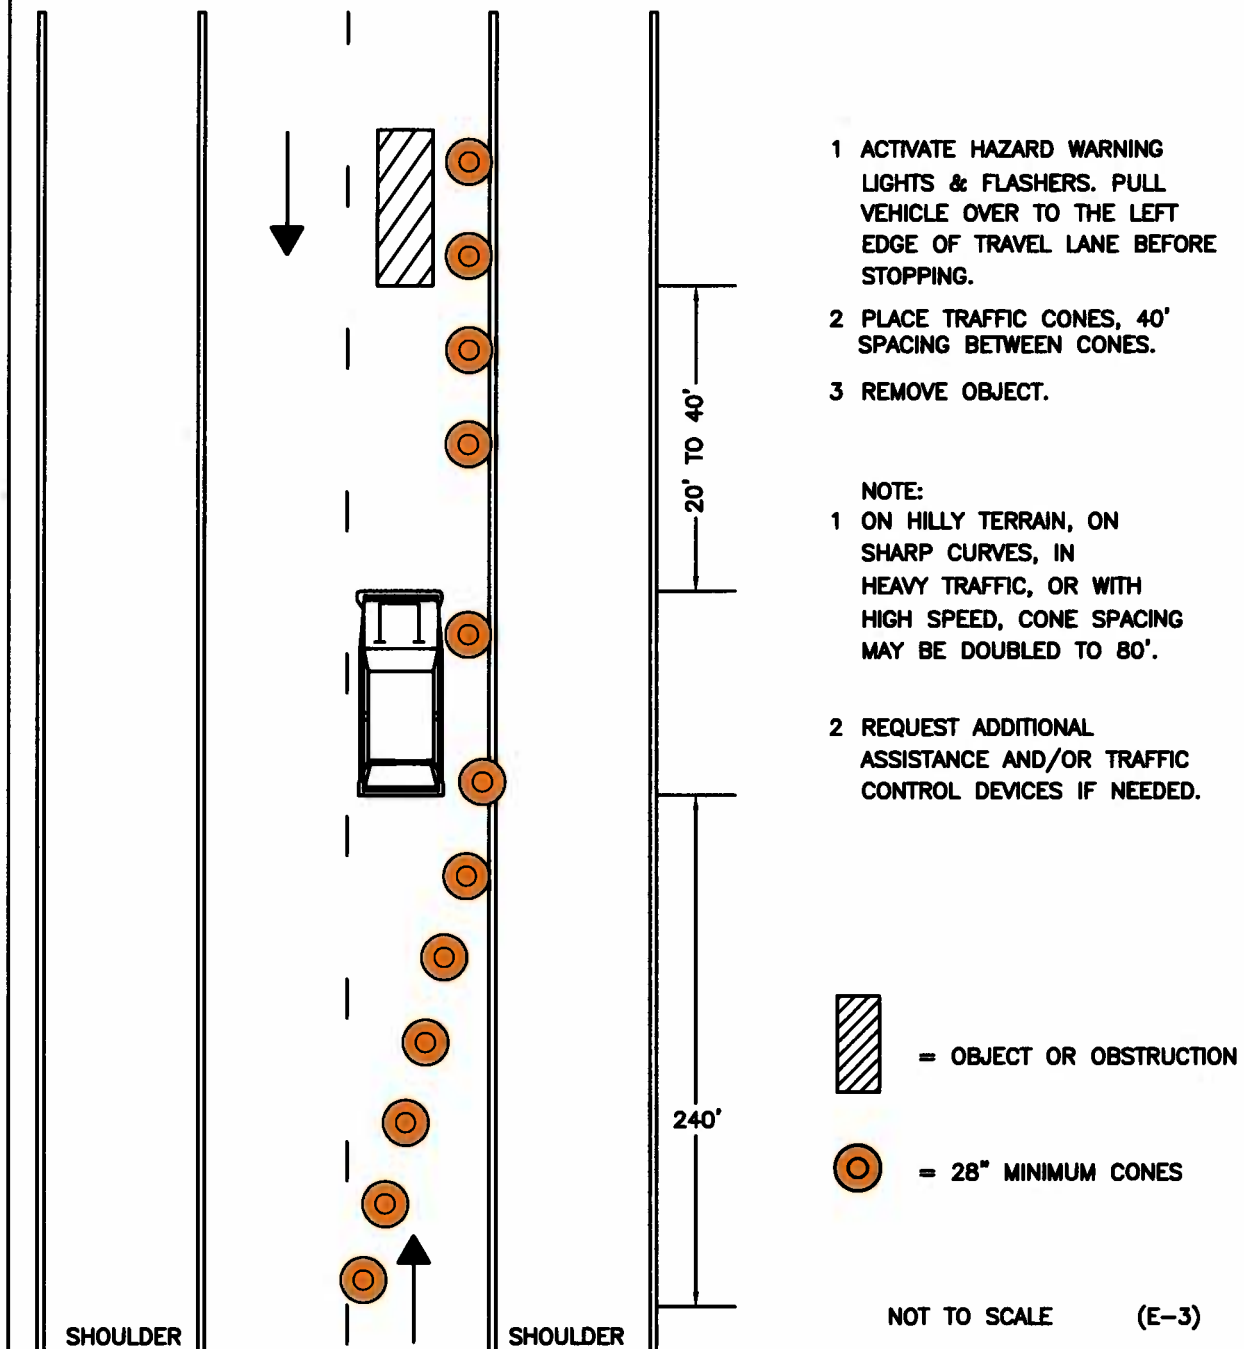 1 ACTIVATE HAZARD WARNING
LIGHTS & FLASHERS. PULL
VEHICLE OVER TO THE LEFT
EDGE OF TRAVEL LANE BEFORE
STOPPING.
2 PLACE TRAFFIC CONES, 40'
SPACING BETWEEN CONES.
3 REMOVE OBJECT.
NOTE:
1 ON HILLY TERRAIN, ON
SHARP CURVES, IN
HEAVY TRAFFIC, OR WITH
HIGH SPEED, CONE SPACING
MAY BE DOUBLED TO 80'.
2 REQUEST ADDITIONAL
ASSISTANCE AND/OR TRAFFIC
CONTROL DEVICES IF NEEDED.
20' TO 40'
240'
= OBJECT OR OBSTRUCTION
= 28" MINIMUM CONES
NOT TO SCALE (E-3)
SHOULDER
SHOULDER